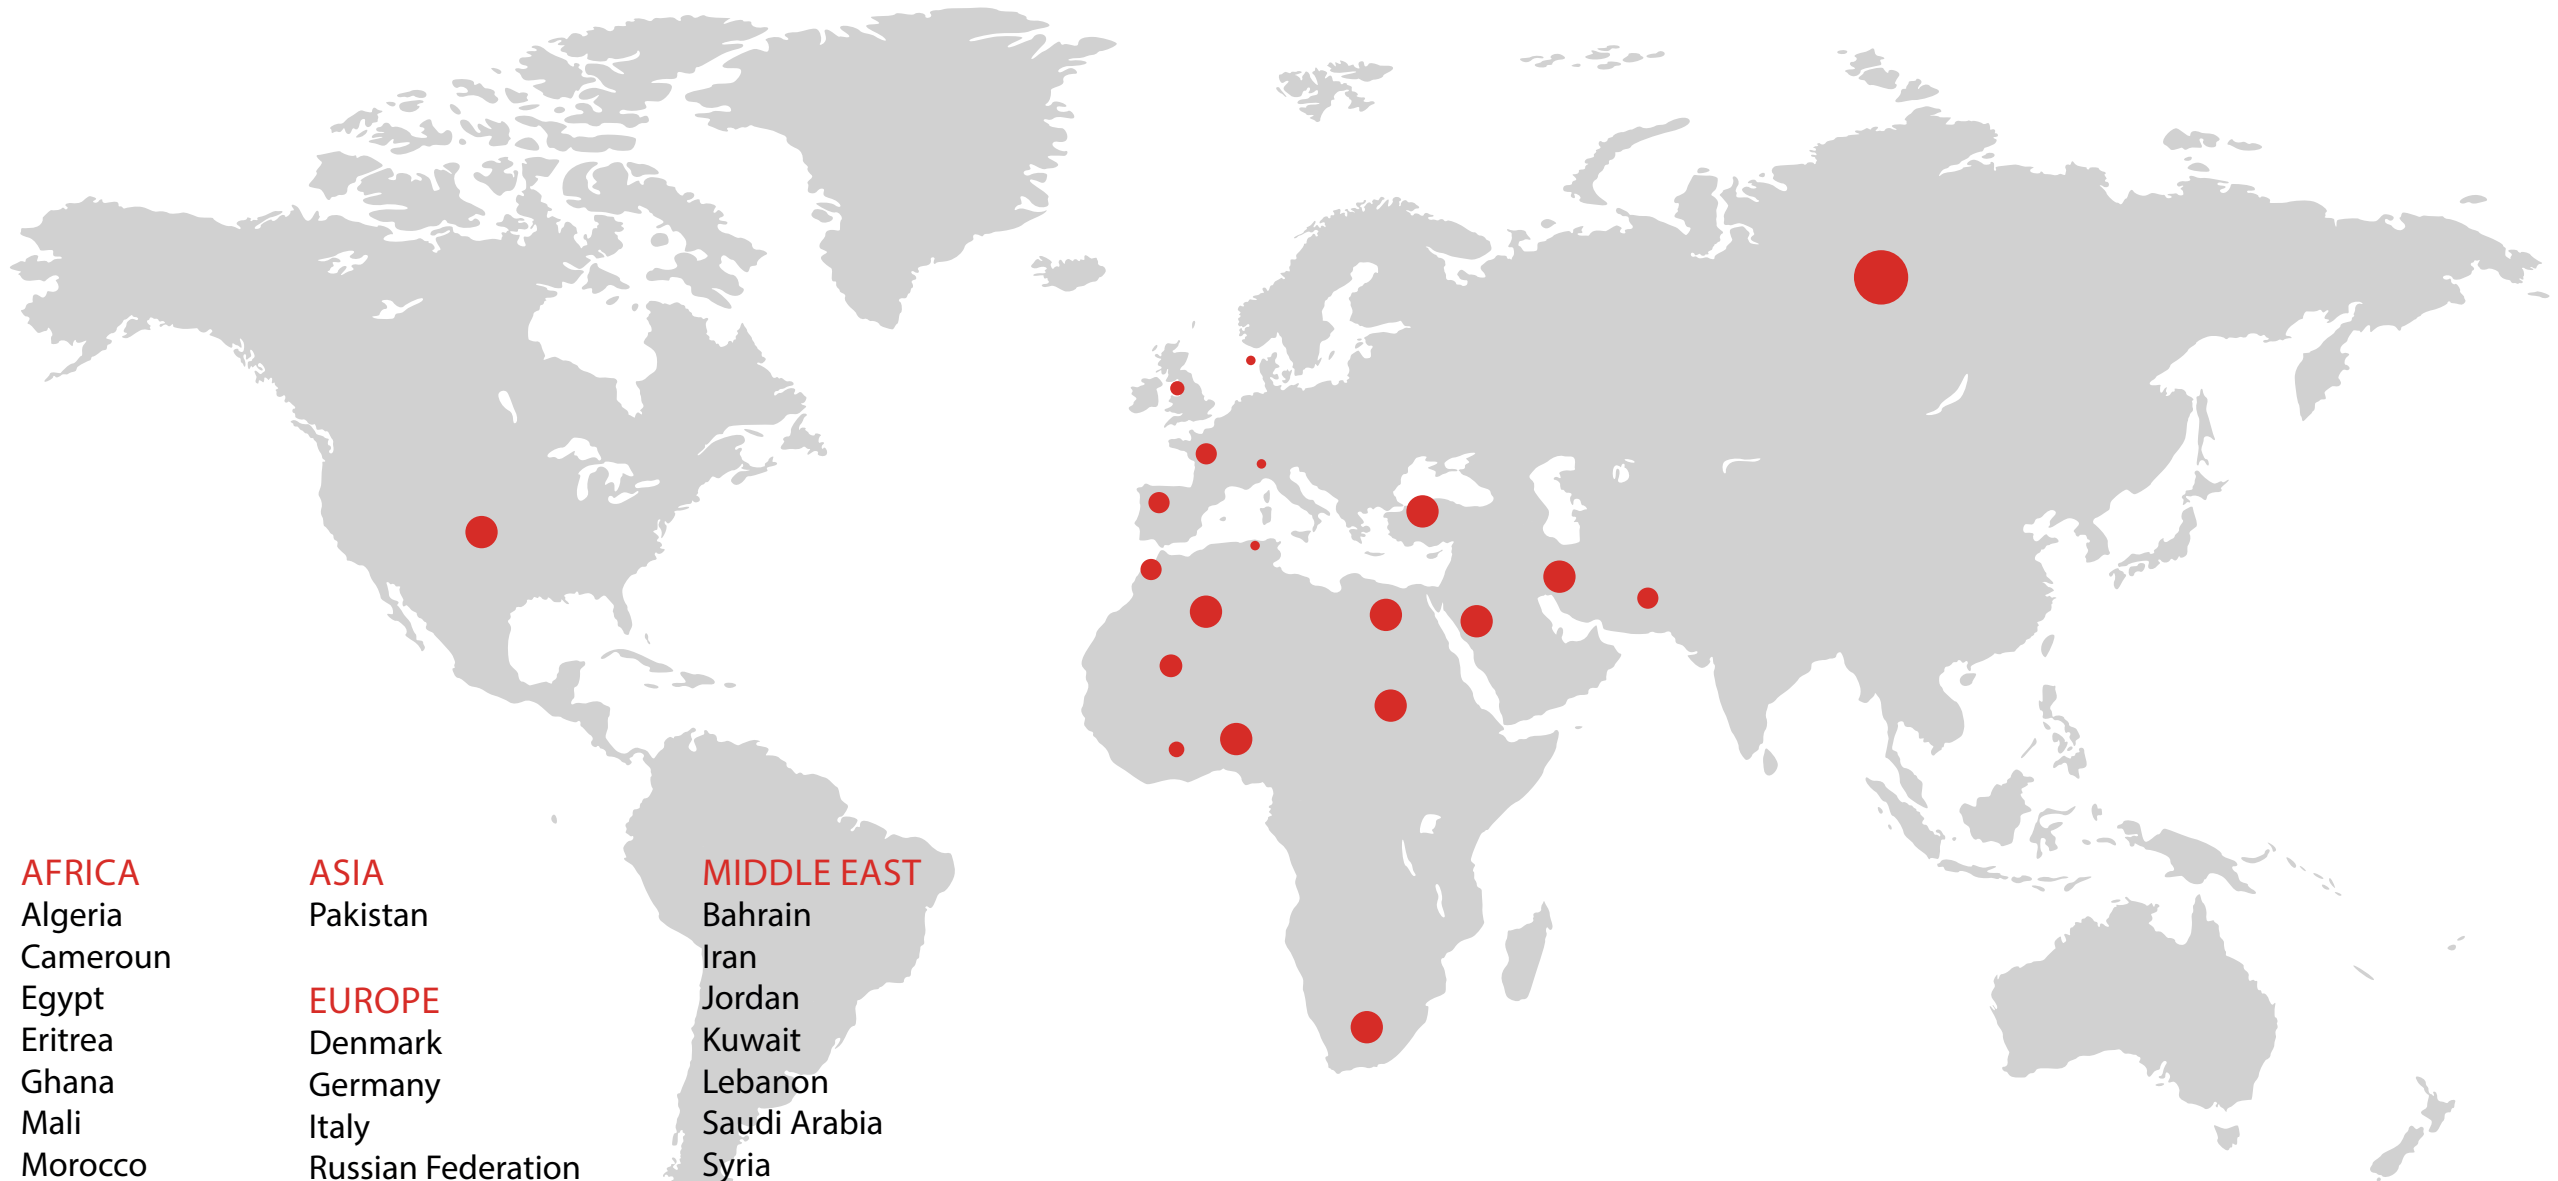 AFRICA
Algeria
Cameroun
Egypt
Eritrea
Ghana
Mali
Morocco
ASIA
Pakistan
EUROPE
Denmark
Germany
Italy
Russian Federation
MIDDLE EAST
Bahrain
Iran
Jordan
Kuwait
Lebanon
Saudi Arabia
Syria